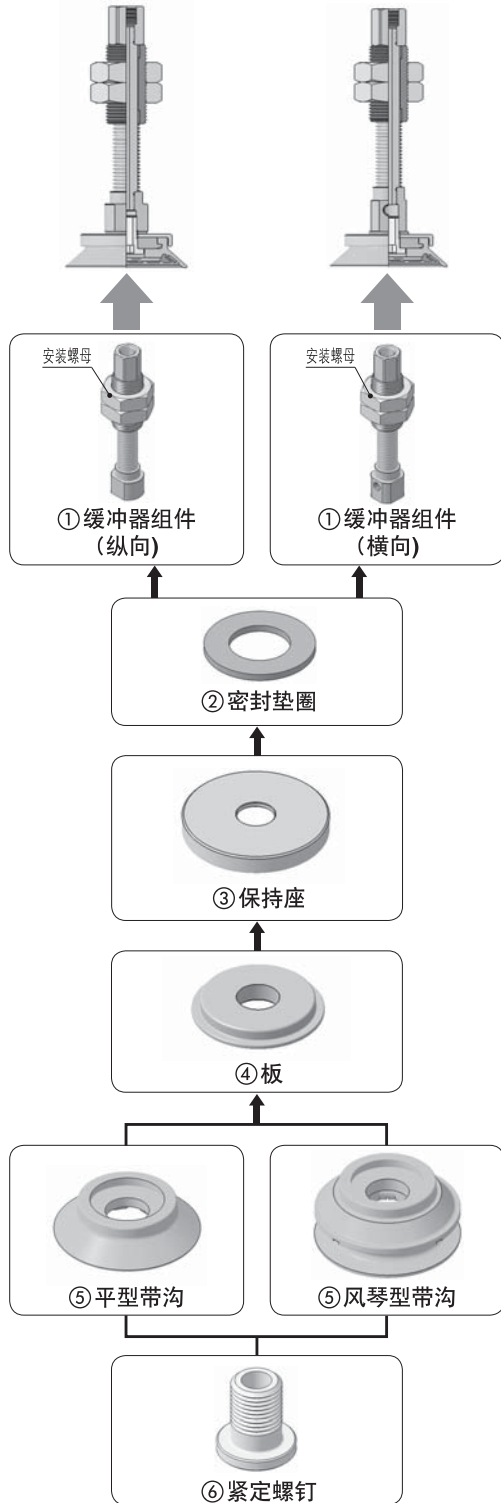 安装螺母
①缓冲器组件
（纵向)
安装螺母
①缓冲器组件
（横向)
②密封垫圈
③保持座
④板
⑤平型带沟
⑤风琴型带沟
⑥紧定螺钉